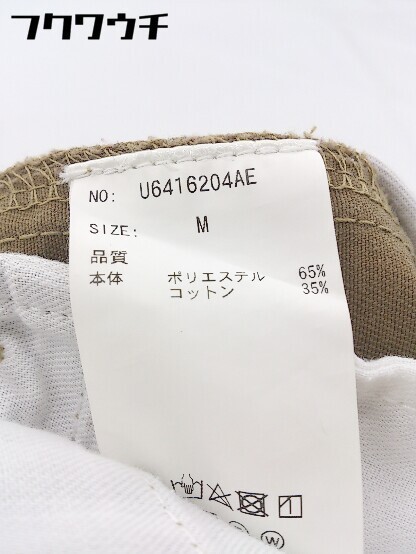 フクワウチ
NO: U6416204AE
SIZE: M
品質
本体 ポリエステル 65%
コットン 35%
W